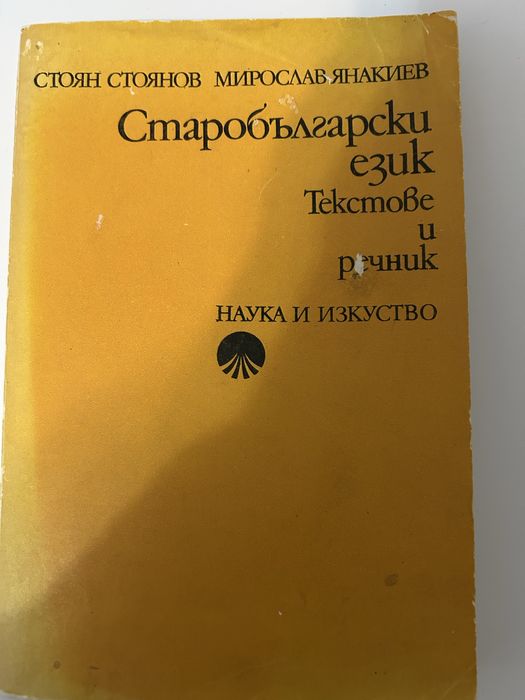 СТОЯН СТОЯНОВ МИРОСЛАВ ЯНАКИЕВ
Старобългарски
език
Текстове
и
речник
НАУКА И ИЗКУСТВО